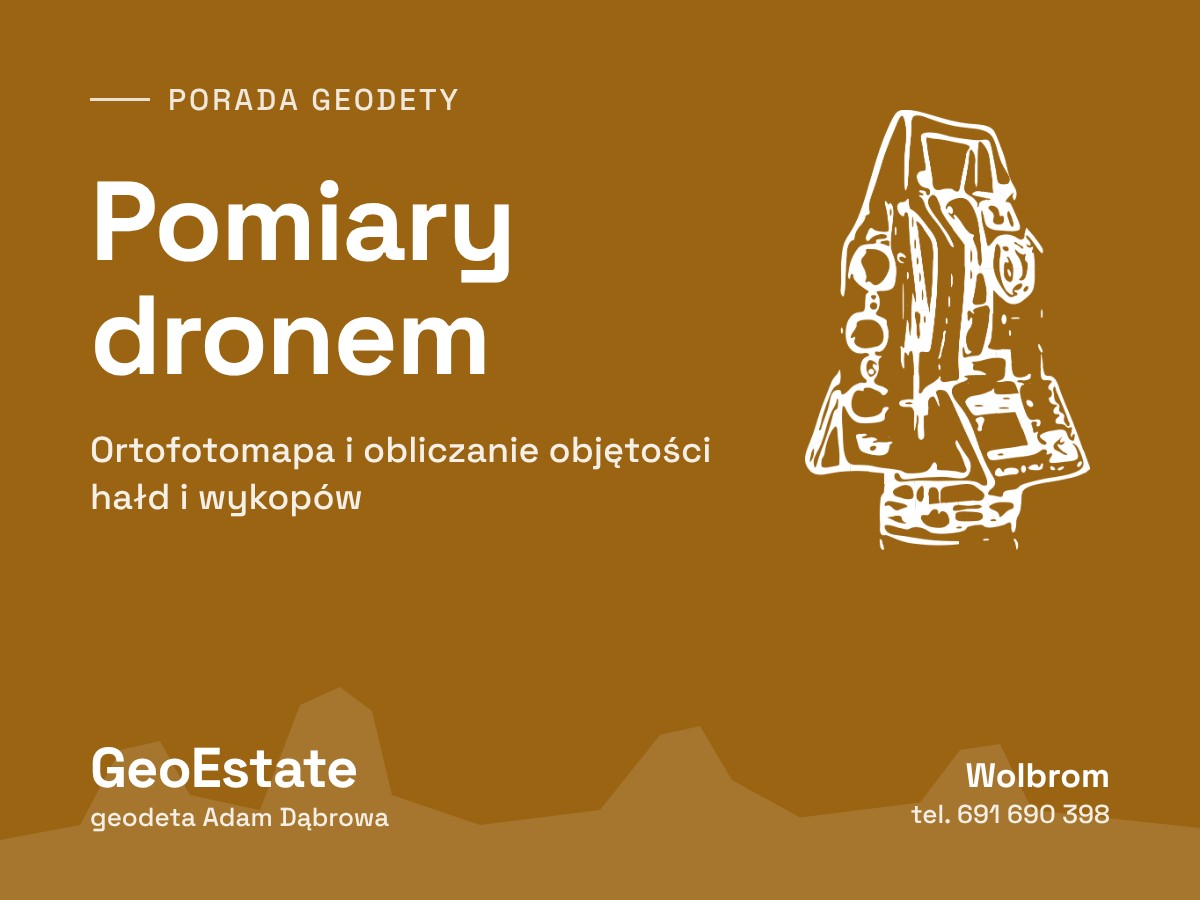 PORADA GEODETY
Pomiary
dronem
Ortofotomapa i obliczanie objętości
hałd i wykopów
GeoEstate
geodeta Adam Dąbrowa
Wolbrom
tel. 691 690 398